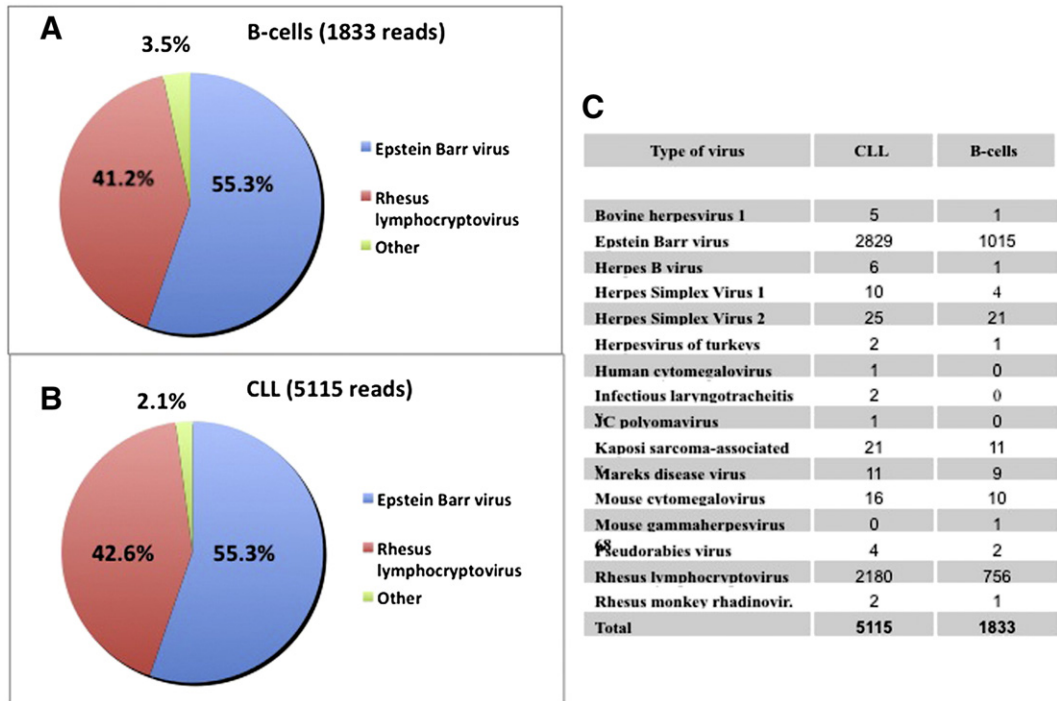 A
B-cells (1833 reads)
3.5%
41.2%
55.3%
Epstein Barr virus
Rhesus
lymphocryptovirus
Other
B
CLL (5115 reads)
2.1%
42.6%
55.3%
Epstein Barr virus
Rhesus
lymphocryptovirus
Other
C
Type of virus CLL B-cells
Bovine herpesvirus 1 5 1
Epstein Barr virus 2829 1015
Herpes B virus 6 1
Herpes Simplex Virus 1 10 4
Herpes Simplex Virus 2 25 21
Herpesvirus of turkeys 2 1
Human cytomegalovirus 1 0
Infectious laryngotracheitis 2 0
JC polyomavirus 1 0
Kaposi sarcoma-associated 21 11
Mareks disease virus 11 9
Mouse cytomegalovirus 16 10
Mouse gammaherpesvirus 0 1
68
Pseudorabies virus 4 2
Rhesus lymphocryptovirus 2180 756
Rhesus monkey rhadinovir. 2 1
Total 5115 1833